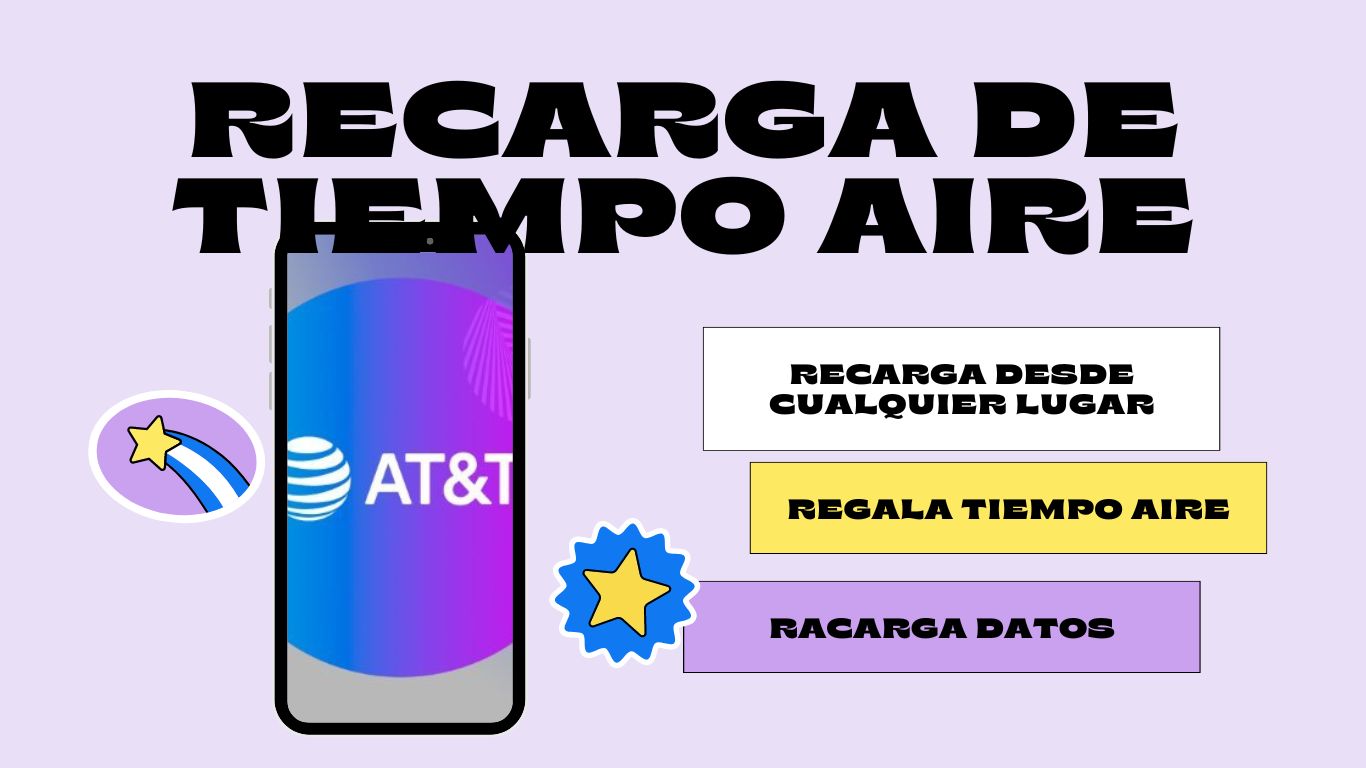 RECARGA DE
TIEMPO AIRE
AT&T
RECARGA DESDE
CUALQUIER LUGAR
REGALA TIEMPO AIRE
RACARGA DATOS